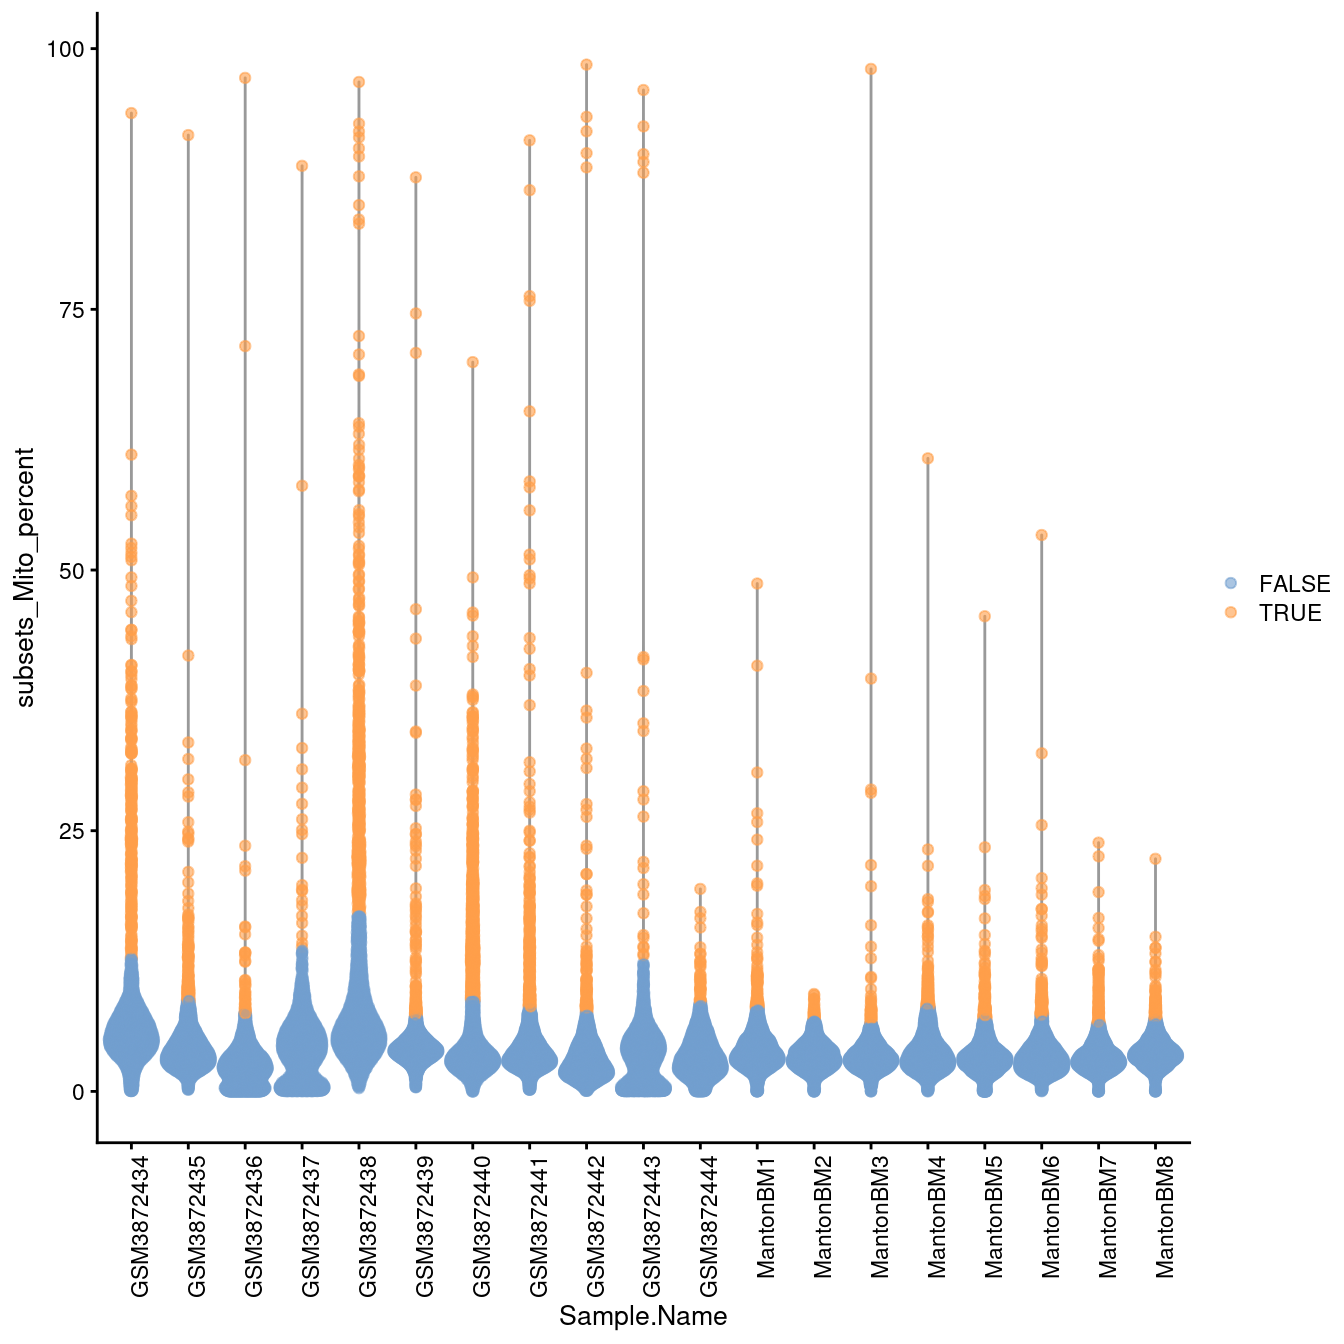 100
75
50
25
0
subsets_Mito_percent
GSM3872434
GSM3872435
GSM3872436
GSM3872437
GSM3872438
GSM3872439
GSM3872440
GSM3872441
GSM3872442
GSM3872443
GSM3872444
MantonBM1
MantonBM2
MantonBM3
MantonBM4
MantonBM5
MantonBM6
MantonBM7
MantonBM8
Sample.Name
FALSE
TRUE